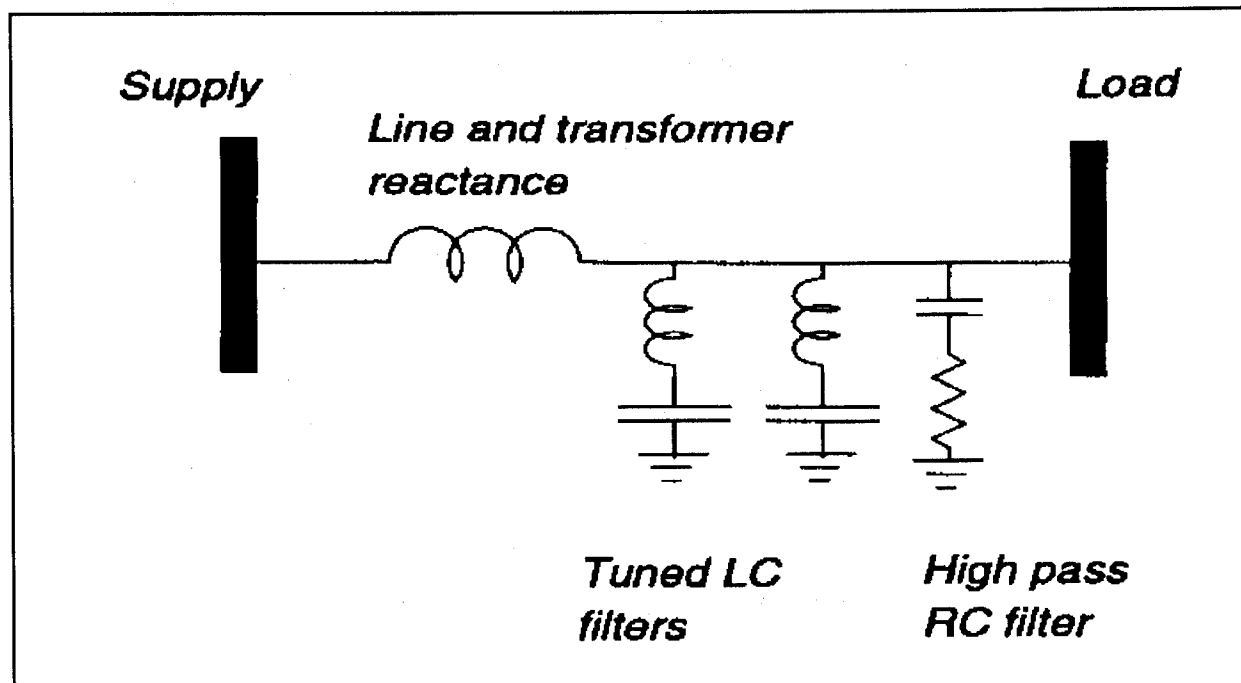 Supply
Load
Line and transformer
reactance
Tuned LC
filters
High pass
RC filter